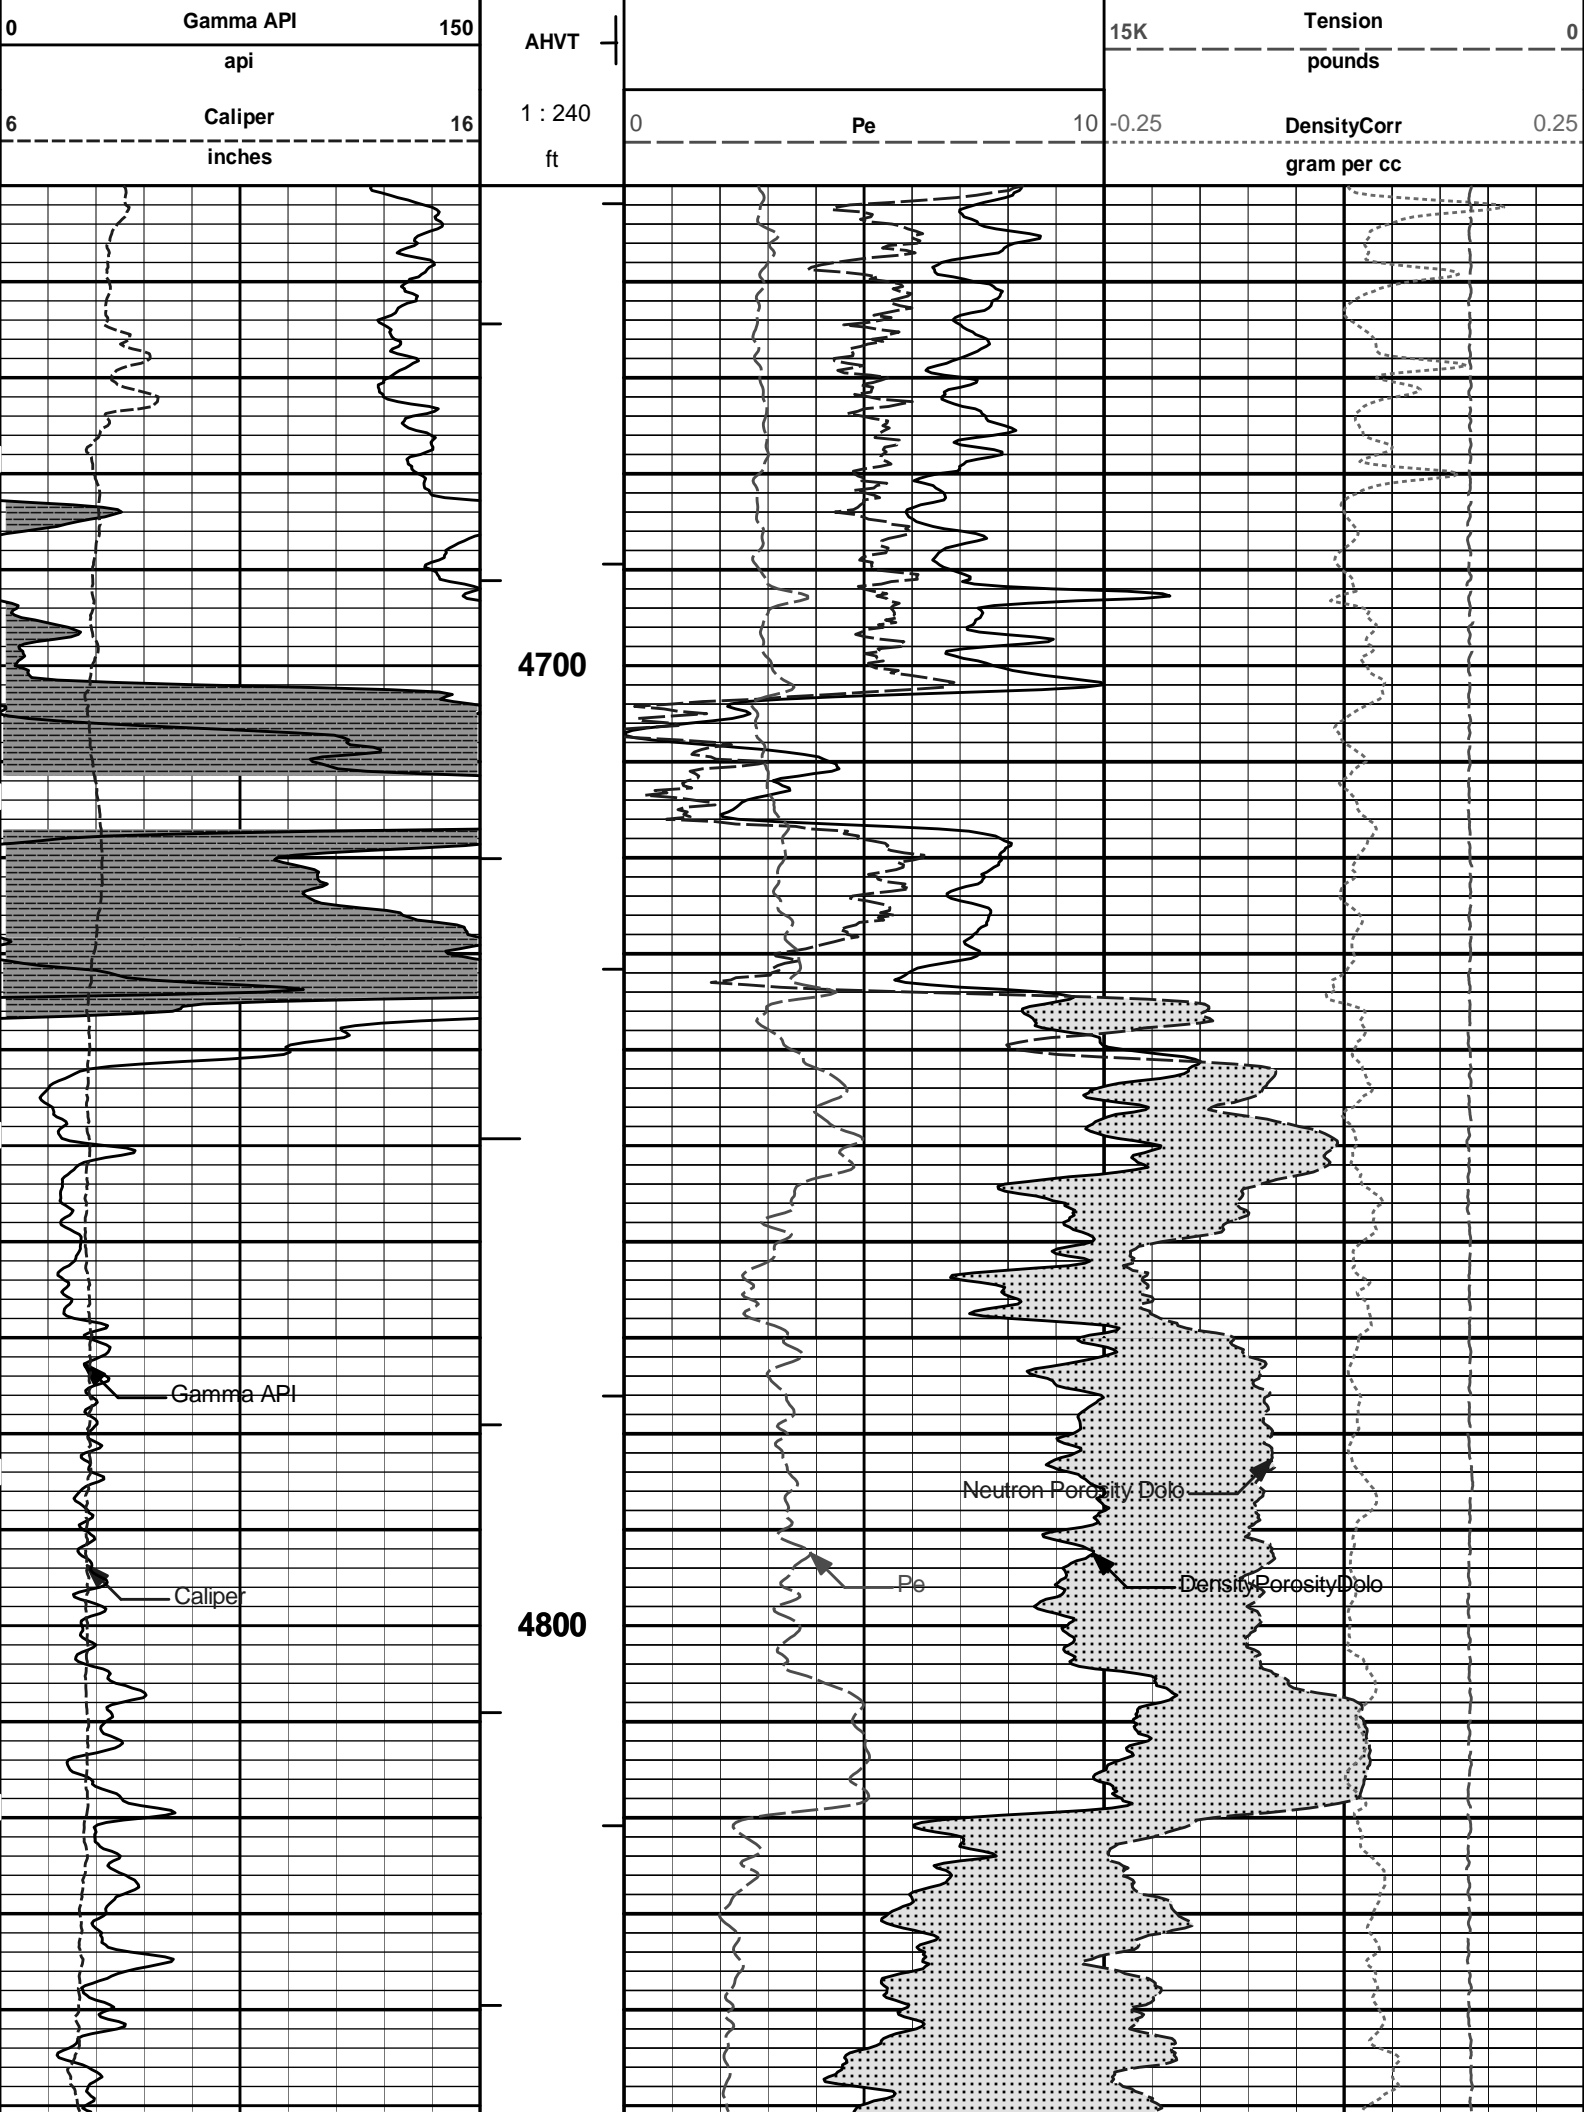 0 Gamma API 150
api
6 Caliper 16
inches
AHVT
1 : 240
ft
0 Pe 10
15K Tension 0
pounds
-0.25 DensityCorr 0.25
gram per cc
4700
Gamma API
Neutron Porosity Dolo
Pe
DensityPorosityDolo
Caliper
4800